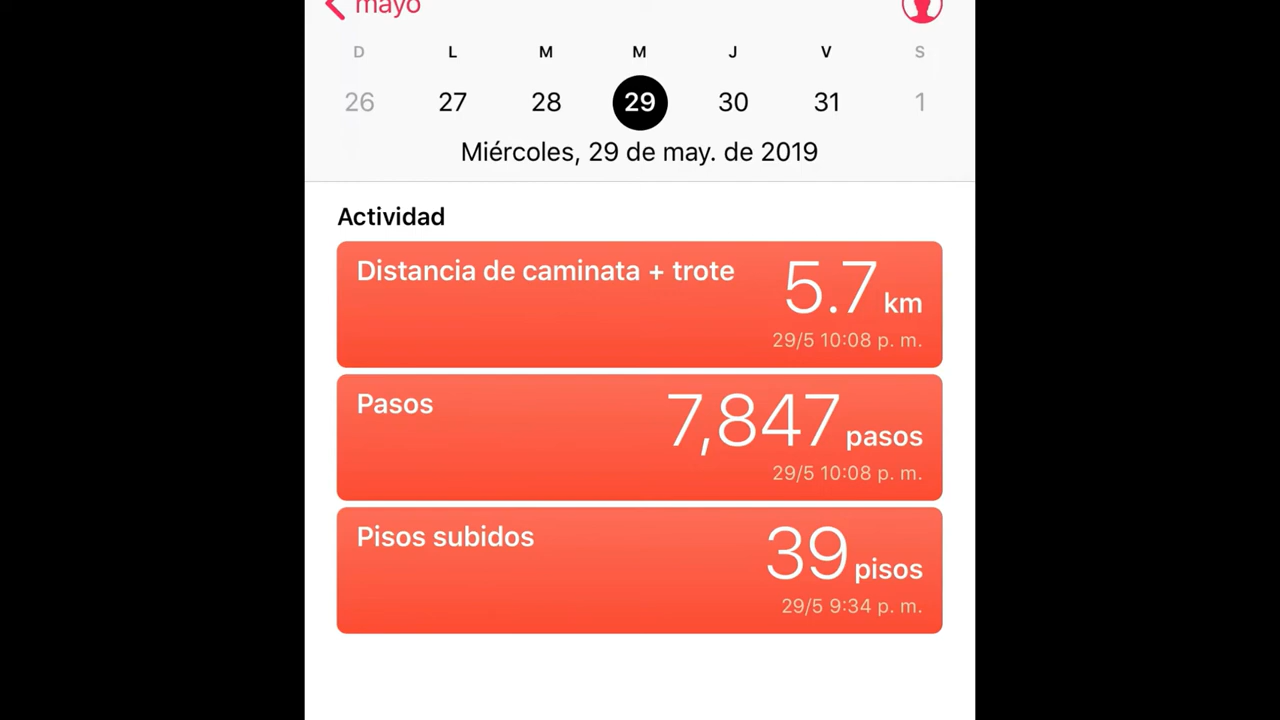 mayo
D L M M J V S
26 27 28 29 30 31 1
Miércoles, 29 de may. de 2019
Actividad
Distancia de caminata + trote 5.7 km
29/5 10:08 p. m.
Pasos 7,847 pasos
29/5 10:08 p. m.
Pisos subidos 39 pisos
29/5 9:34 p. m.